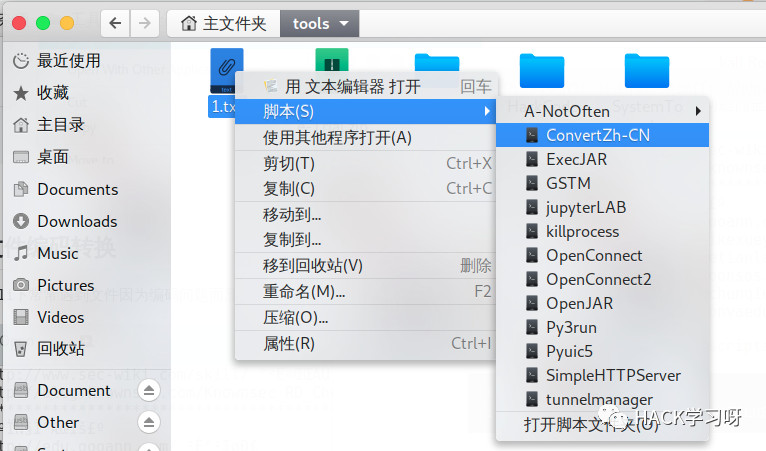 主文件夹
tools
最近使用
收藏
主目录
桌面
Documents
Downloads
Music
Pictures
Videos
回收站
Document
Other
text
1.tx
用 文本编辑器 打开 回车
脚本(S)
使用其他程序打开(A)
剪切(T) Ctrl+X
复制(C) Ctrl+C
移动到...
复制到...
移到回收站(V) 删除
重命名(M)... F2
压缩(O)...
属性(R) Ctrl+I
A-NotOften
ConvertZh-CN
ExecJAR
GSTM
jupyterLAB
killprocess
OpenConnect
OpenConnect2
OpenJAR
Py3run
Pyuic5
SimpleHTTPServer
tunnelmanager
打开脚本文件夹(O)
HACK学习呀